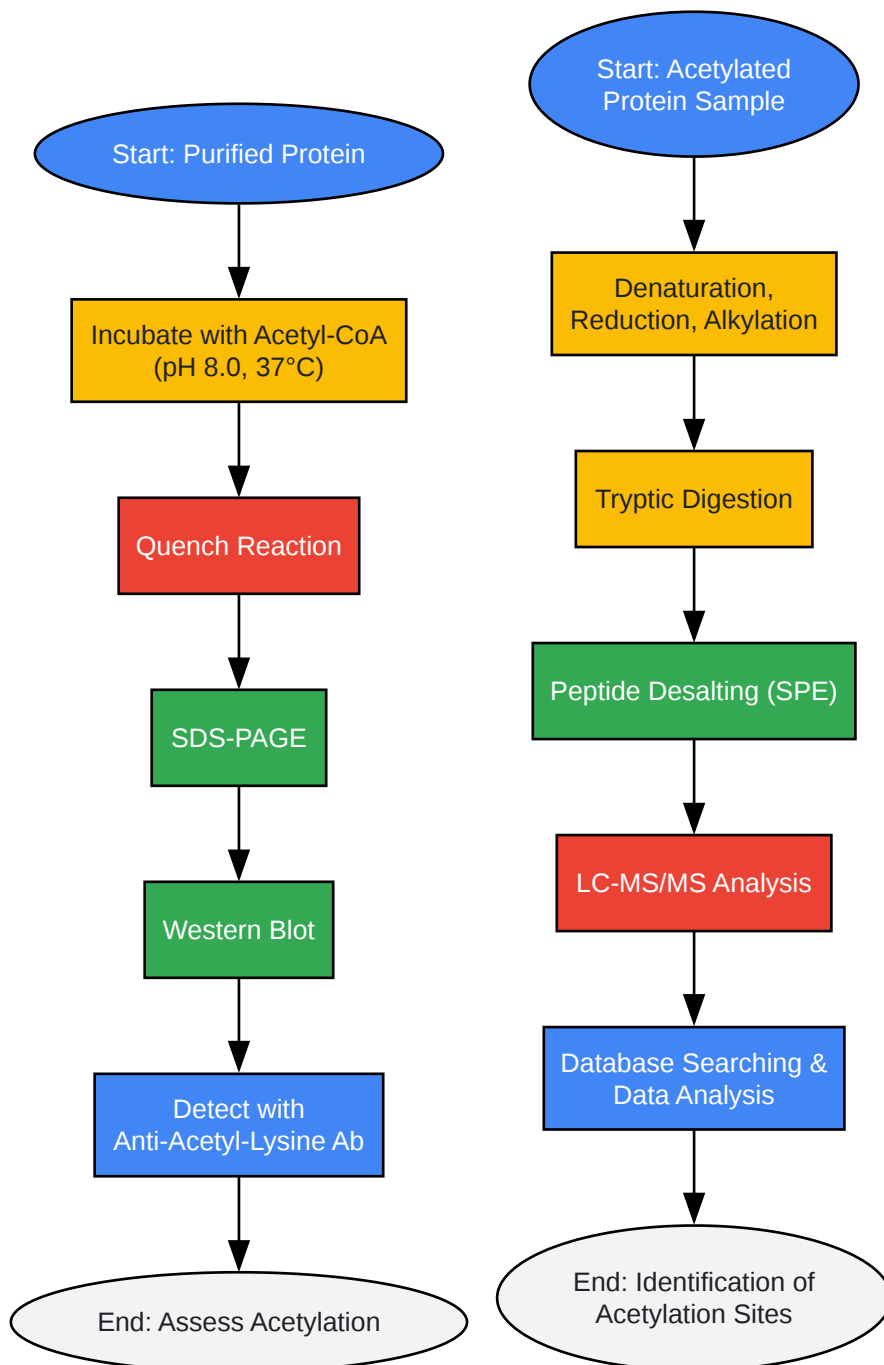 Start: Purified Protein
Incubate with Acetyl-CoA
(pH 8.0, 37°C)
Quench Reaction
SDS-PAGE
Western Blot
Detect with
Anti-Acetyl-Lysine Ab
End: Assess Acetylation
Start: Acetylated
Protein Sample
Denaturation,
Reduction, Alkylation
Tryptic Digestion
Peptide Desalting (SPE)
LC-MS/MS Analysis
Database Searching &
Data Analysis
End: Identification of
Acetylation Sites